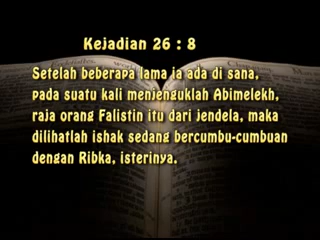 Kejadian 26 : 8
Setelah beberapa lama ia ada di sana,
pada suatu kali menjenguklah Abimelekh,
raja orang Falistin itu dari jendela, maka
dilihatlah ishak sedang bercumbu-cumbuan
dengan Ribka, isterinya.